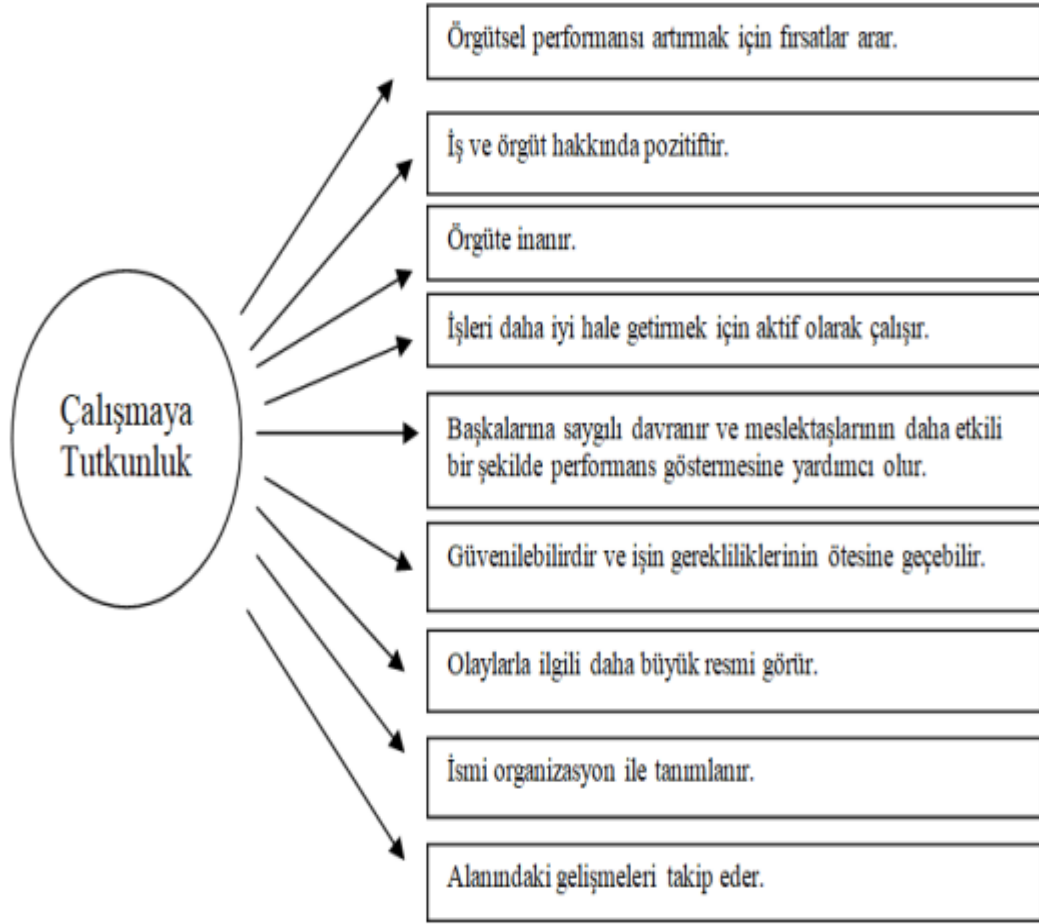 Örgütsel performansı artırmak için fırsatlar arar.
İş ve örgüt hakkında pozitiftir.
Örgüte inanır.
İşleri daha iyi hale getirmek için aktif olarak çalışır.
Çalışmaya
Tutkunluk
Başkalarına saygılı davranır ve meslektaşlarının daha etkili
bir şekilde performans göstermesine yardımcı olur.
Güvenilebilirdir ve işin gerekliliklerinin ötesine geçebilir.
Olaylarla ilgili daha büyük resmi görür.
İsmi organizasyon ile tanımlanır.
Alanındaki gelişmeleri takip eder.